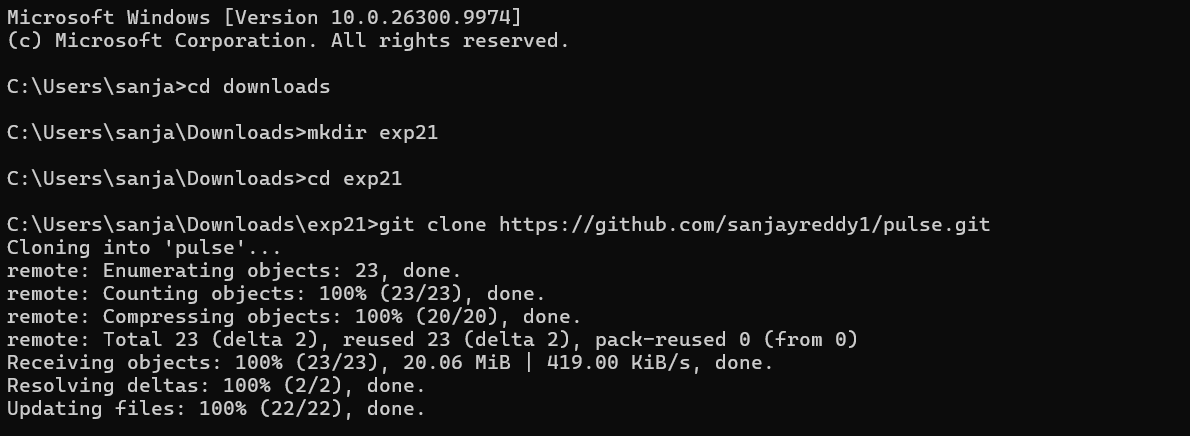 Microsoft Windows [Version 10.0.26300.9974]
(c) Microsoft Corporation. All rights reserved.
C:\Users\sanja>cd downloads
C:\Users\sanja\Downloads>mkdir exp21
C:\Users\sanja\Downloads>cd exp21
C:\Users\sanja\Downloads\exp21>git clone https://github.com/sanjayreddy1/pulse.git
Cloning into 'pulse'...
remote: Enumerating objects: 23, done.
remote: Counting objects: 100% (23/23), done.
remote: Compressing objects: 100% (20/20), done.
remote: Total 23 (delta 2), reused 23 (delta 2), pack-reused 0 (from 0)
Receiving objects: 100% (23/23), 20.06 MiB | 419.00 KiB/s, done.
Resolving deltas: 100% (2/2), done.
Updating files: 100% (22/22), done.